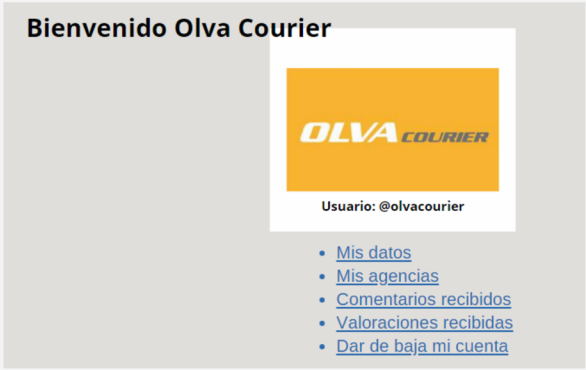 Bienvenido Olva Courier
OLVA COURIER
Usuario: @olvacourier
Mis datos
Mis agencias
Comentarios recibidos
Valoraciones recibidas
Dar de baja mi cuenta